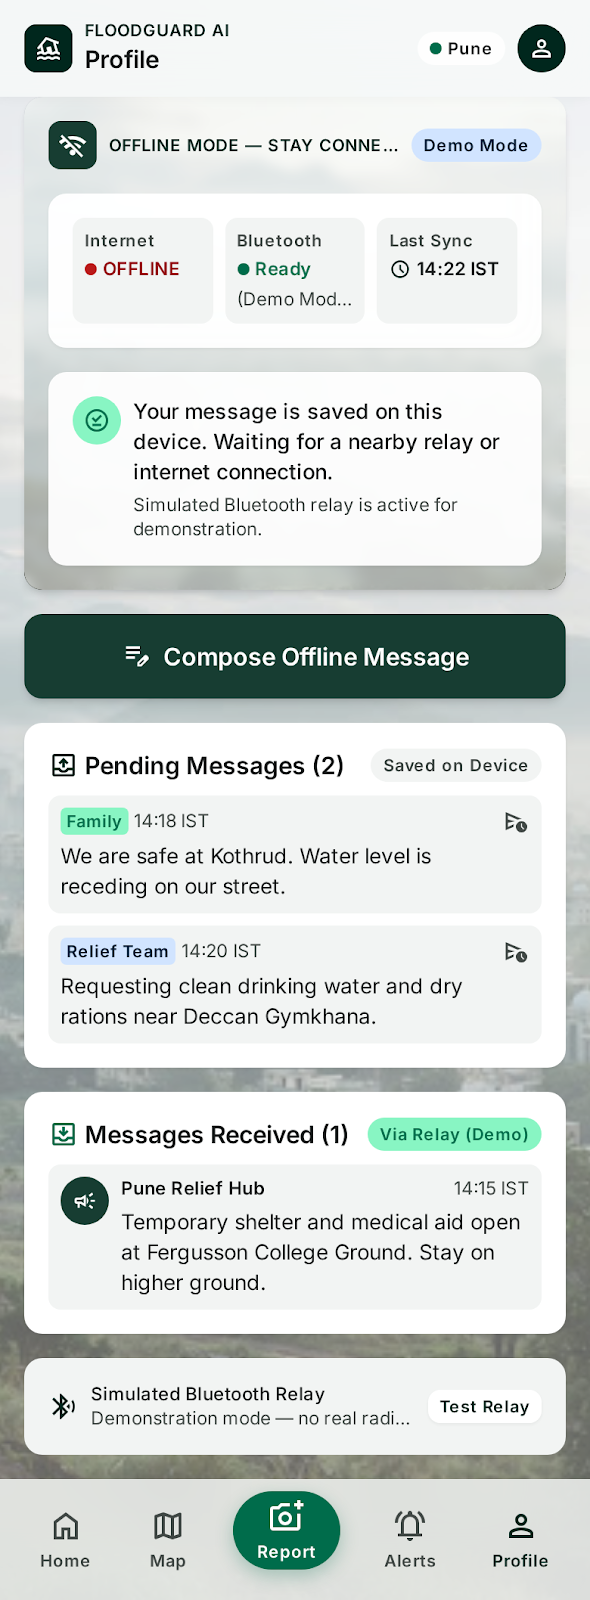 FLOODGUARD AI
Profile
Pune
OFFLINE MODE — STAY CONNE...
Demo Mode
Internet
OFFLINE
Bluetooth
Ready
(Demo Mod...
Last Sync
14:22 IST
Your message is saved on this
device. Waiting for a nearby relay or
internet connection.
Simulated Bluetooth relay is active for
demonstration.
Compose Offline Message
Pending Messages (2)
Saved on Device
Family 14:18 IST
We are safe at Kothrud. Water level is
receding on our street.
Relief Team 14:20 IST
Requesting clean drinking water and dry
rations near Deccan Gymkhana.
Messages Received (1)
Via Relay (Demo)
Pune Relief Hub
14:15 IST
Temporary shelter and medical aid open
at Fergusson College Ground. Stay on
higher ground.
Simulated Bluetooth Relay
Demonstration mode — no real radi...
Test Relay
Home
Map
Report
Alerts
Profile